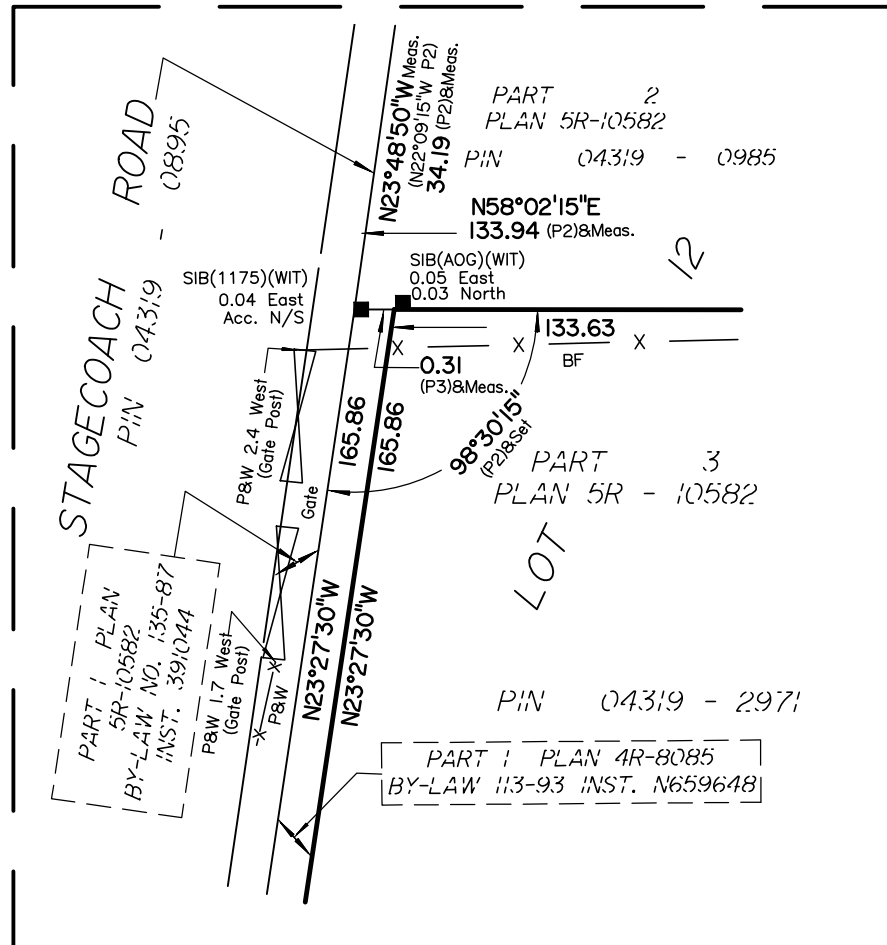 N23°48'50"W Meas.
(N22°09'15"W P2)
34.19 (P2)&Meas.
PART 2
PLAN 5R-10582
PIN 04319 - 0985
N58°02'15"E
133.94 (P2)&Meas.
12
STAGECOACH ROAD
PIN 04319 - 0895
SIB(1175)(WIT)
0.04 East
Acc. N/S
SIB(AOG)(WIT)
0.05 East
0.03 North
133.63
BF
X X X
0.31
(P3)&Meas.
165.86
165.86
98°30'15"
(P2)&Set
P&W 2.4 West
(Gate Post)
Gate
PART 3
PLAN 5R - 10582
LOT
PART 1 PLAN
5R-10582
BY-LAW NO. 135-87
INST. 391044
P&W 1.7 West
(Gate Post)
X
P&W
X
N23°27'30"W
N23°27'30"W
PIN 04319 - 2971
PART 1 PLAN 4R-8085
BY-LAW 113-93 INST. N659648